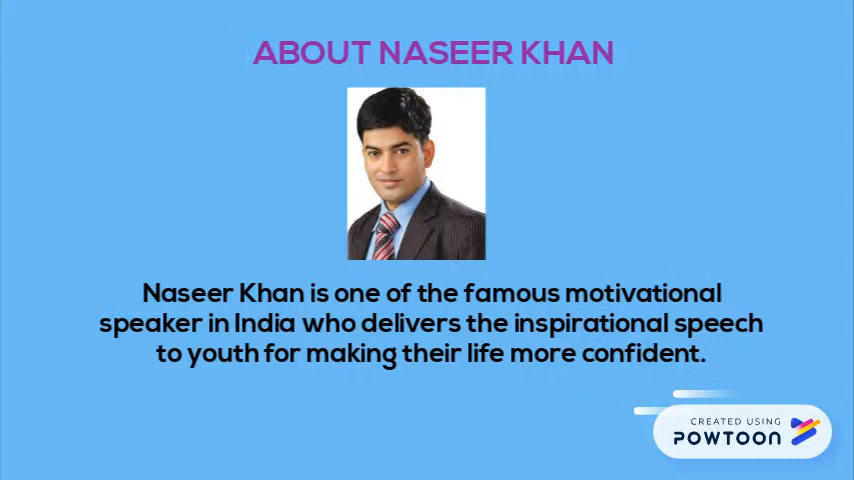 ABOUT NASEER KHAN
Naseer Khan is one of the famous motivational
speaker in India who delivers the inspirational speech
to youth for making their life more confident.
CREATED USING
POWTOON